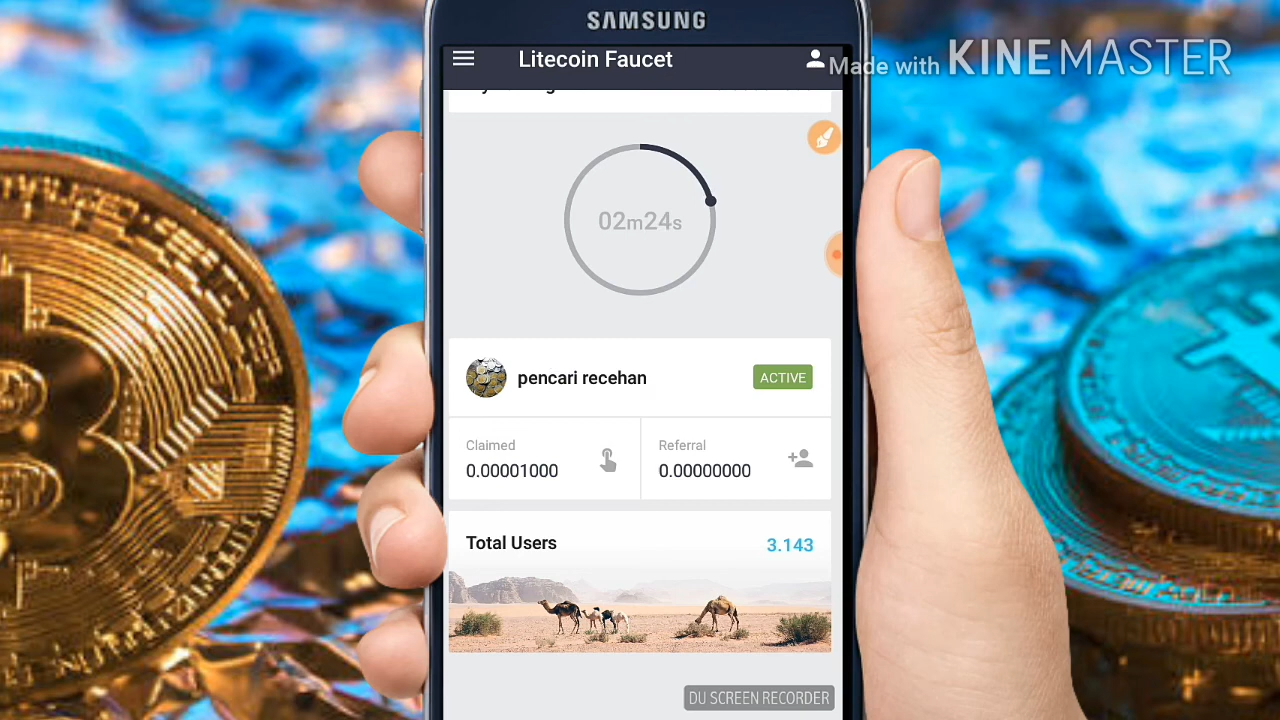 SAMSUNG
Litecoin Faucet
Made with KINEMASTER
02m24s
pencari recehan
ACTIVE
Claimed
Referral
0.00001000
0.00000000
Total Users
3.143
DU SCREEN RECORDER